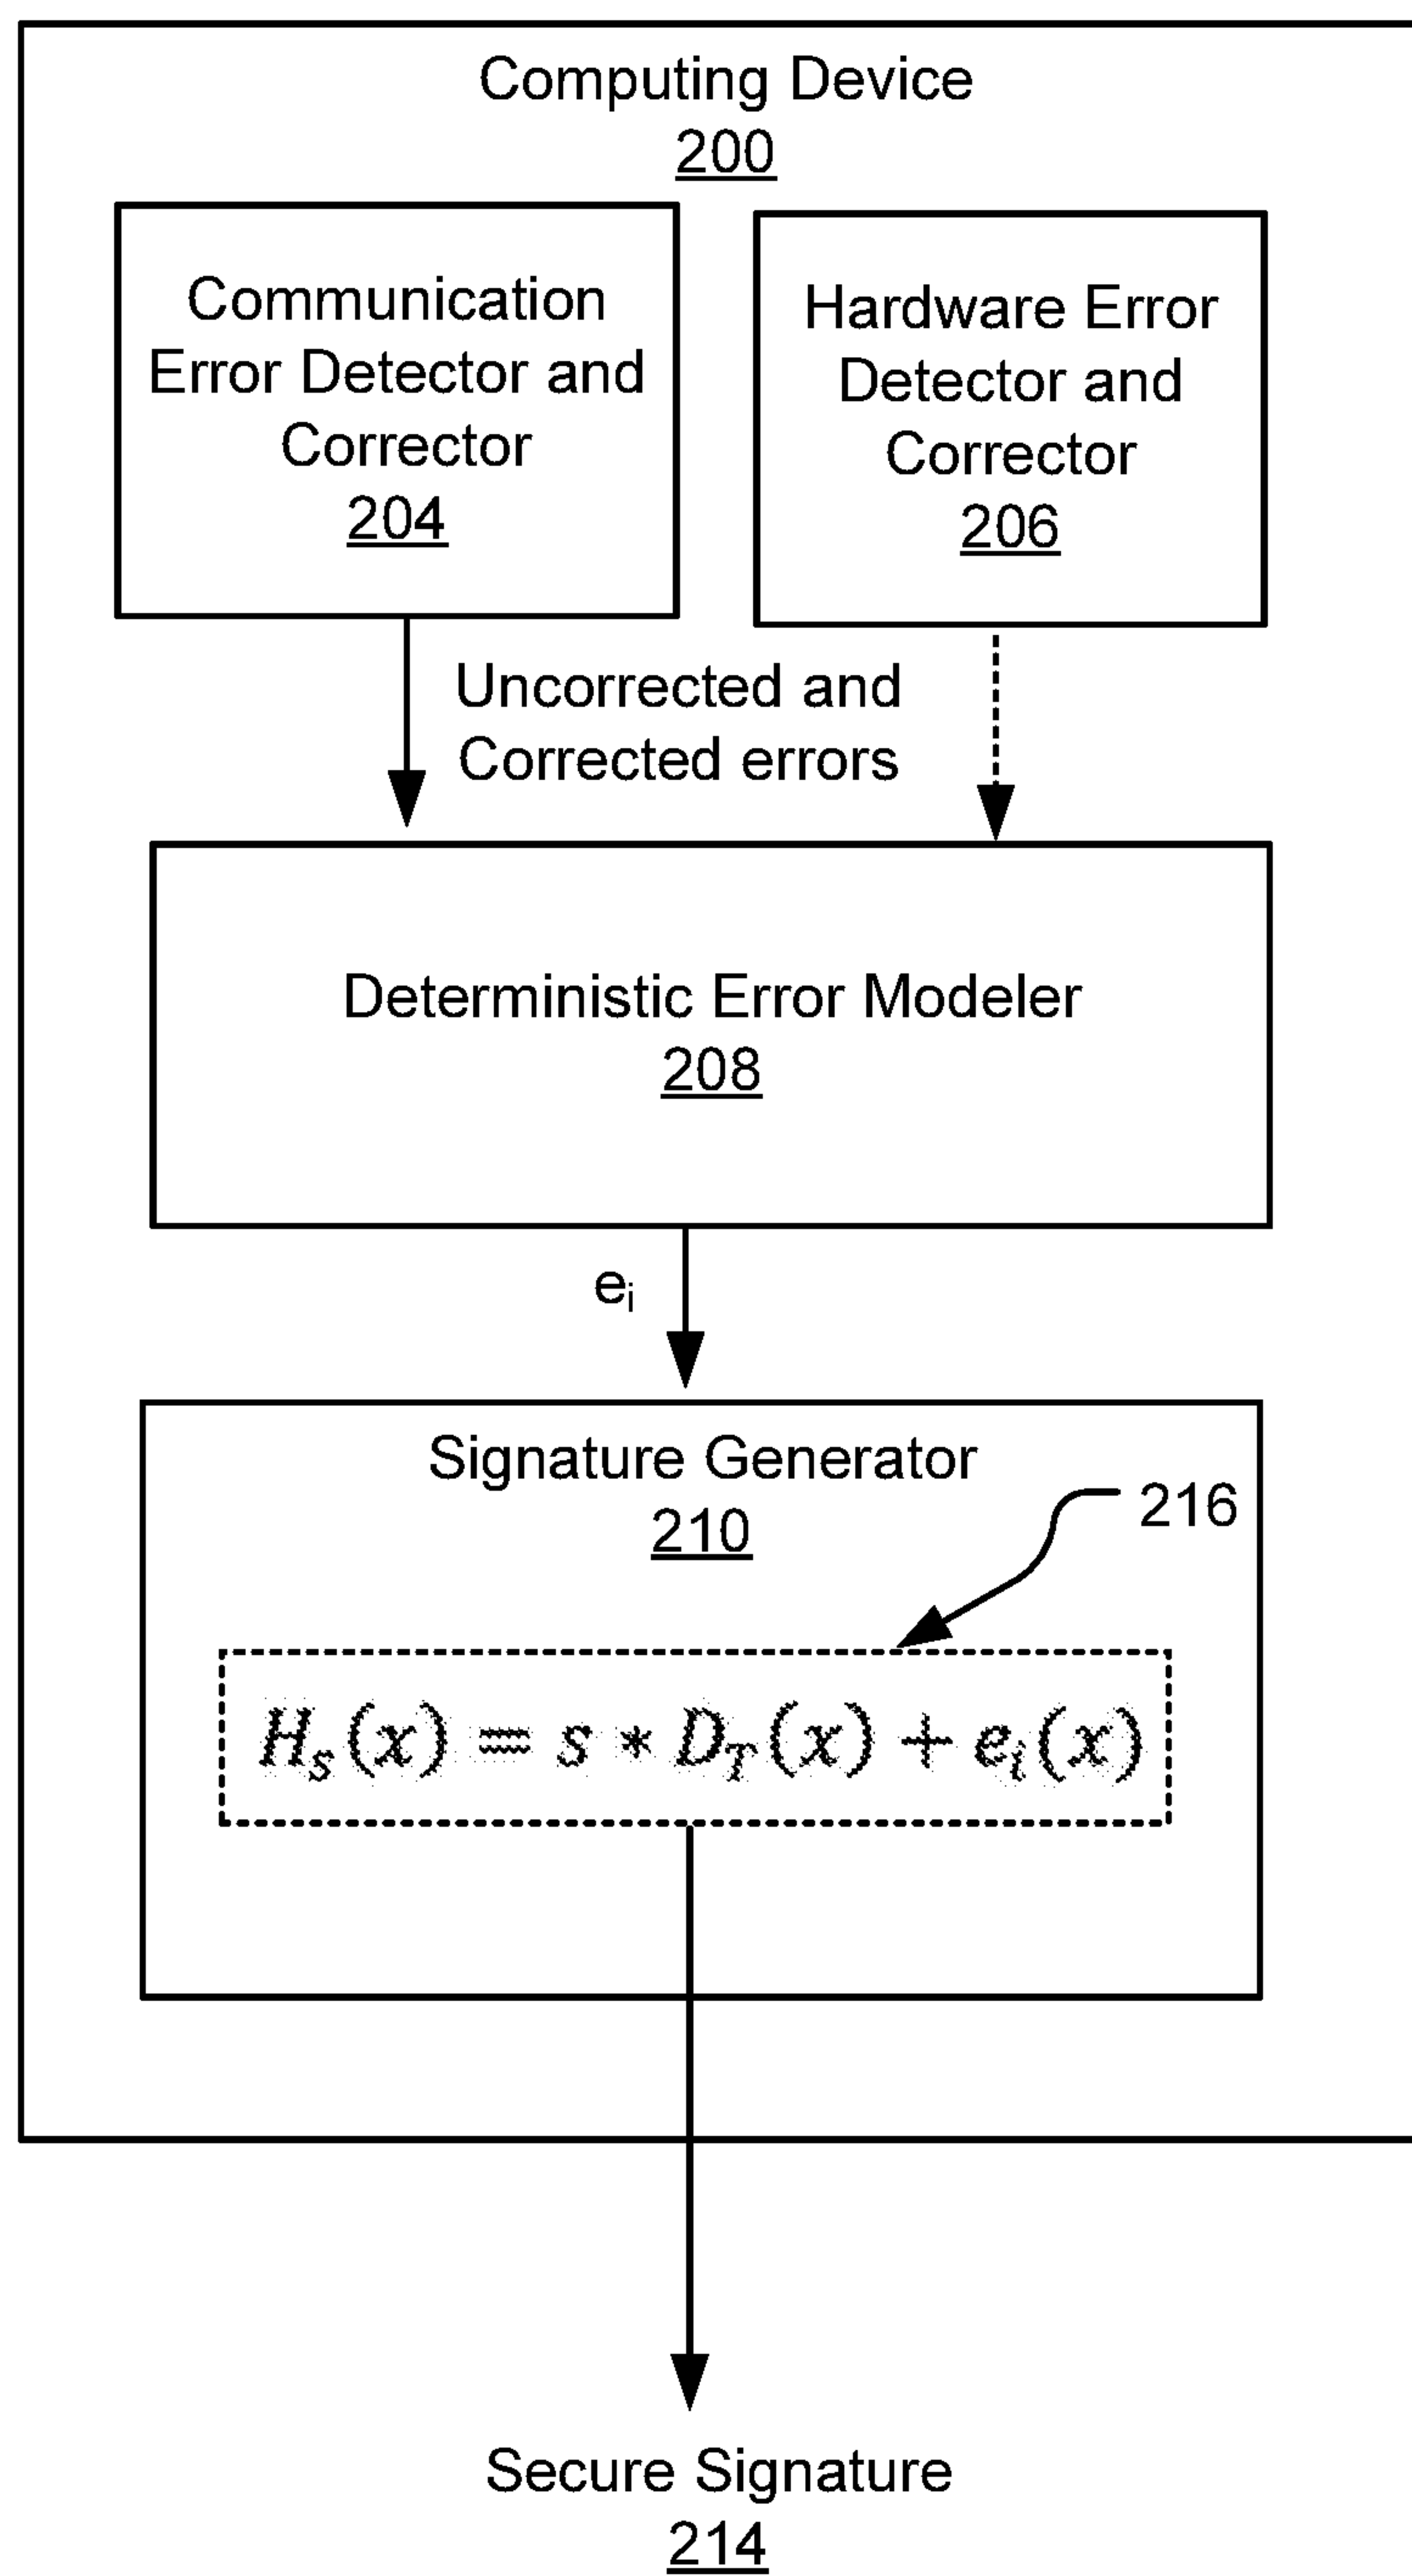 Computing Device
200
Communication
Error Detector and
Corrector
204
Hardware Error
Detector and
Corrector
206
Uncorrected and
Corrected errors
Deterministic Error Modeler
208
eᵢ
Signature Generator
210
216
Hₛ(x) = s * D_T(x) + eᵢ(x)
Secure Signature
214